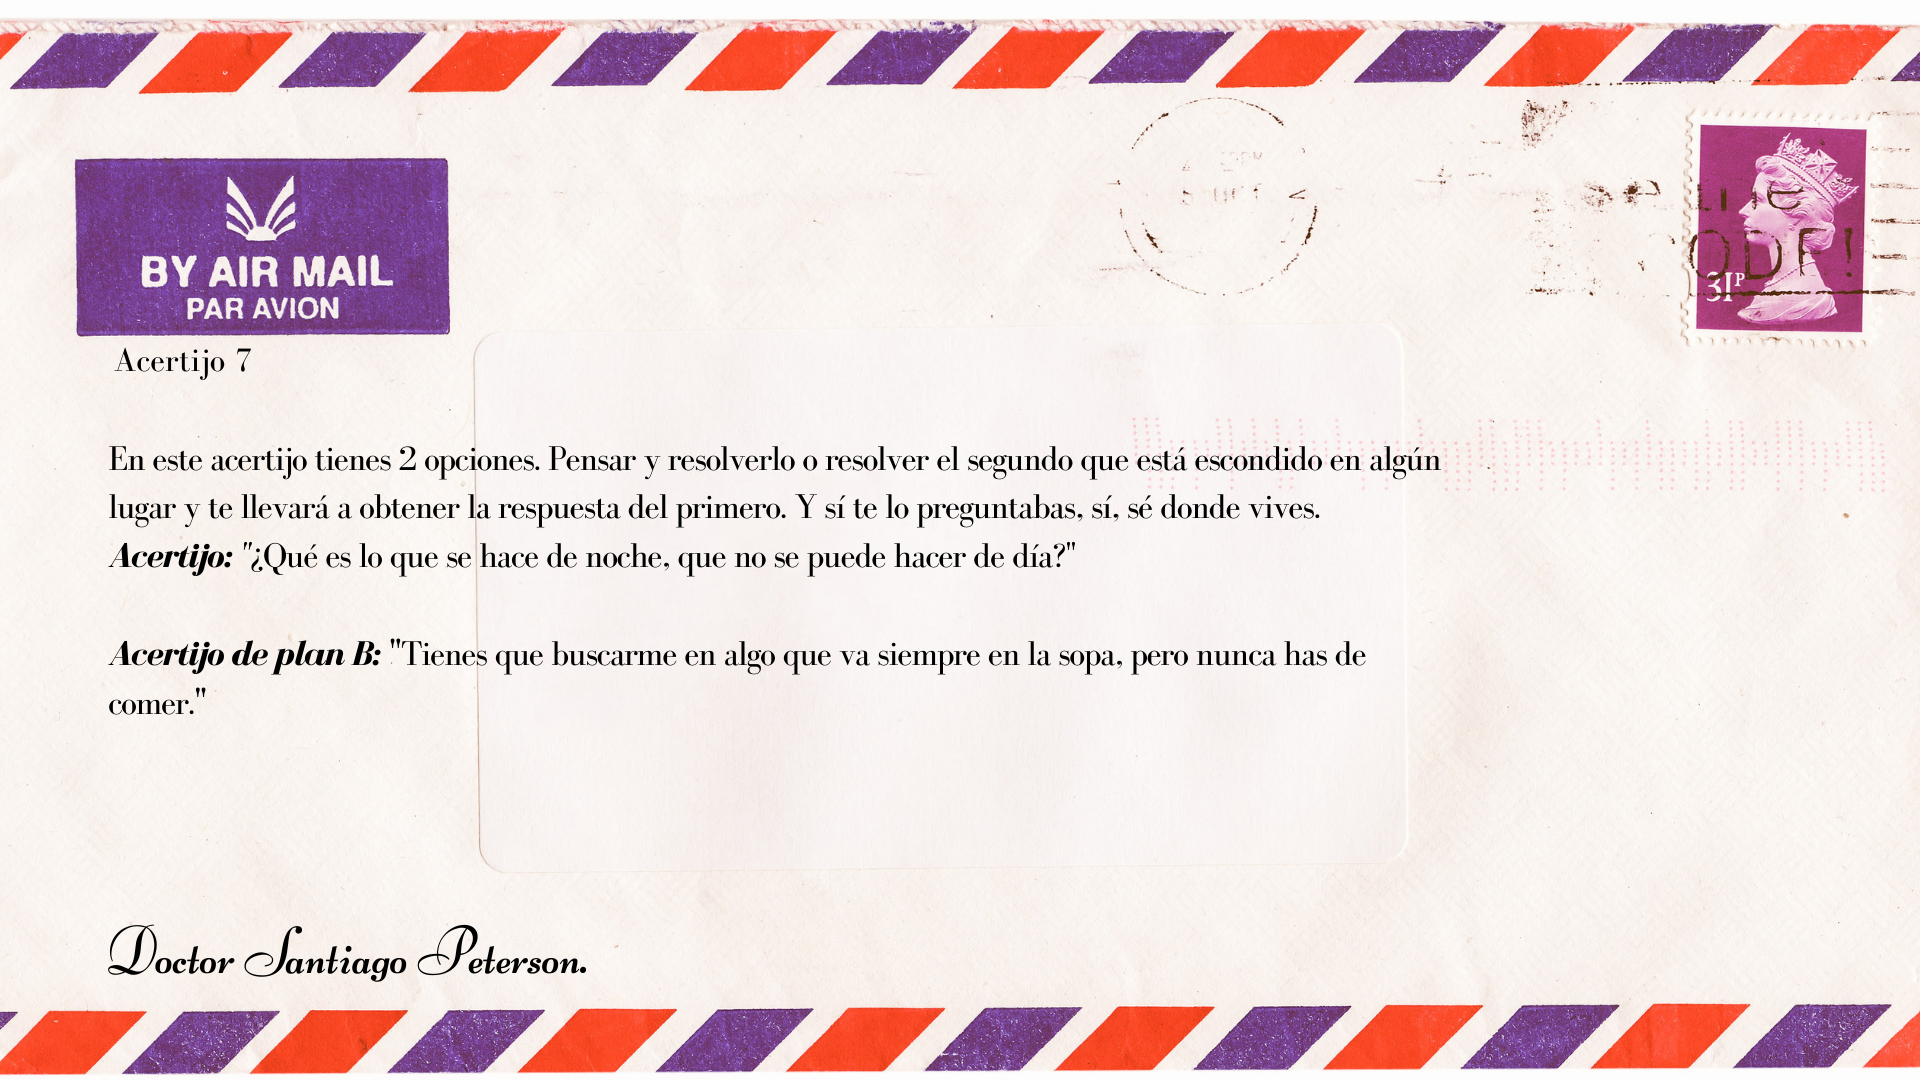 BY AIR MAIL
PAR AVION
31P
Acertijo 7
En este acertijo tienes 2 opciones. Pensar y resolverlo o resolver el segundo que está escondido en algún
lugar y te llevará a obtener la respuesta del primero. Y sí te lo preguntabas, sí, sé donde vives.
Acertijo: "¿Qué es lo que se hace de noche, que no se puede hacer de día?"
Acertijo de plan B: "Tienes que buscarme en algo que va siempre en la sopa, pero nunca has de
comer."
Doctor Santiago Peterson.